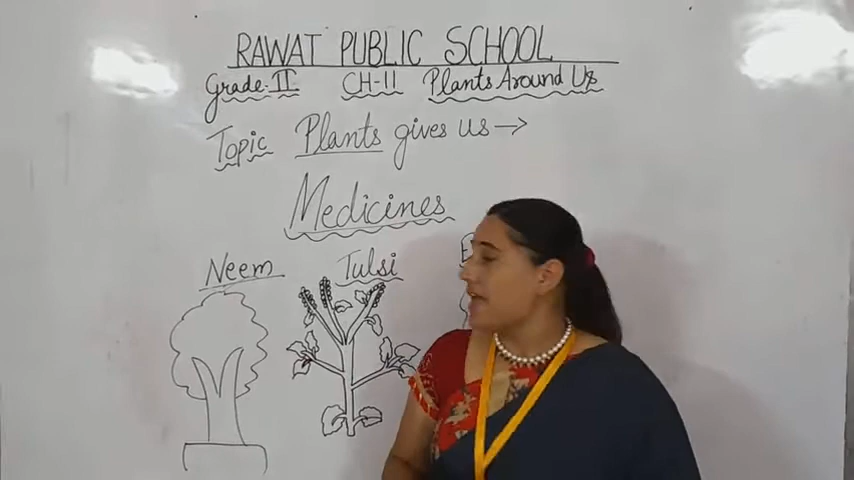 RAWAT PUBLIC SCHOOL
Grade-II CH-11 Plants Around Us
Topic Plants gives us →
Medicines
Neem Tulsi